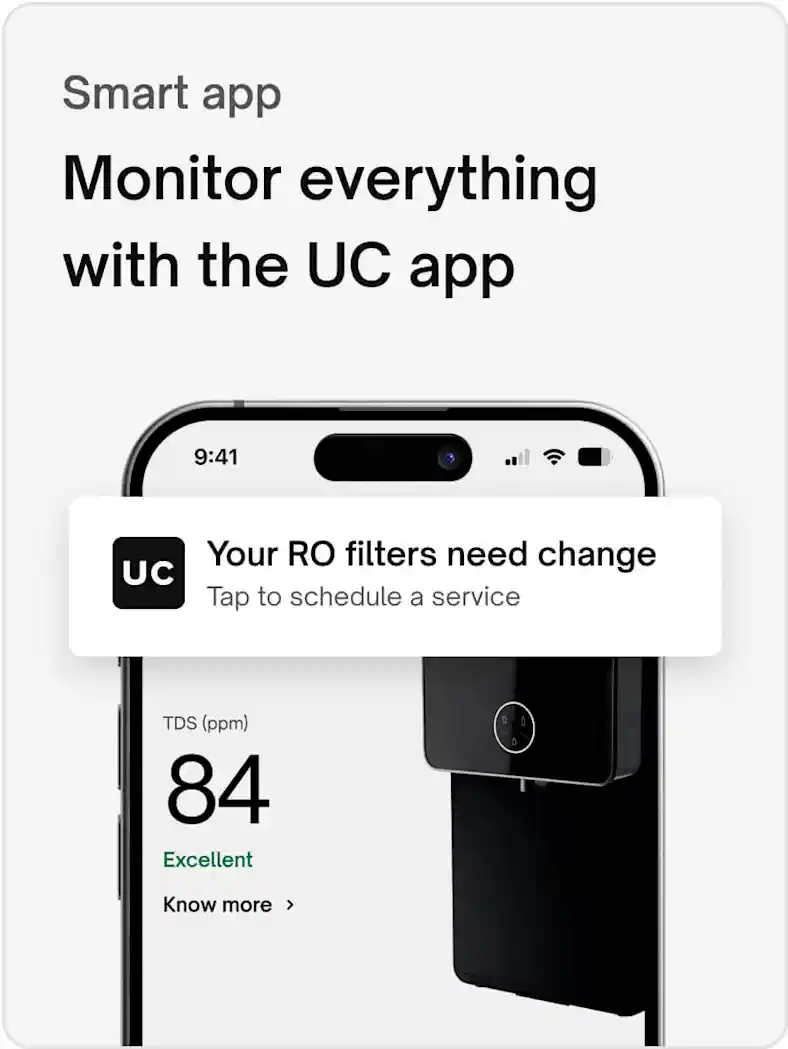 Smart app
Monitor everything
with the UC app
9:41
UC
Your RO filters need change
Tap to schedule a service
TDS (ppm)
84
Excellent
Know more >